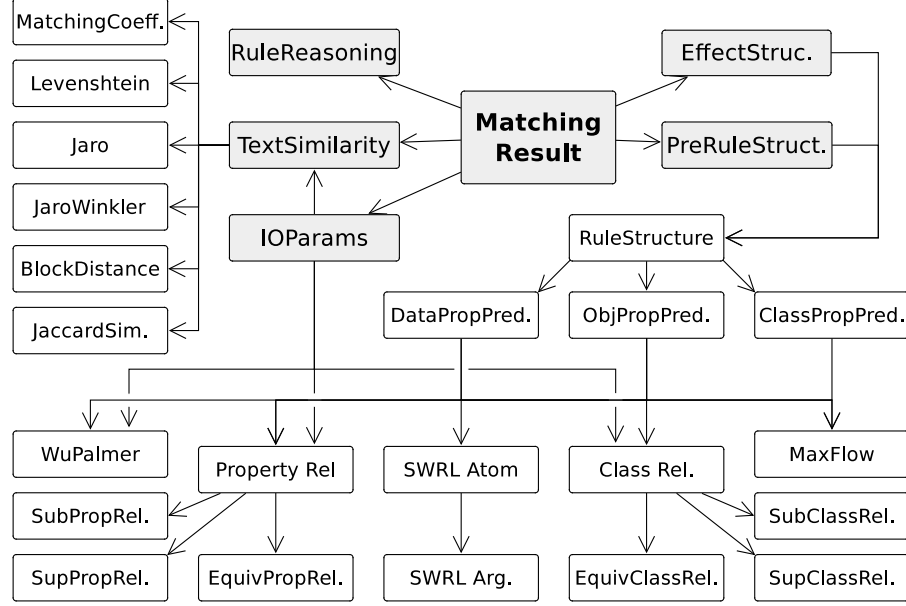 MatchingCoeff.
Levenshtein
Jaro
JaroWinkler
BlockDistance
JaccardSim.
RuleReasoning
TextSimilarity
IOParams
Matching
Result
EffectStruc.
PreRuleStruct.
RuleStructure
DataPropPred.
ObjPropPred.
ClassPropPred.
WuPalmer
Property Rel
SWRL Atom
Class Rel.
MaxFlow
SubPropRel.
SubClassRel.
SupPropRel.
EquivPropRel.
SWRL Arg.
EquivClassRel.
SupClassRel.